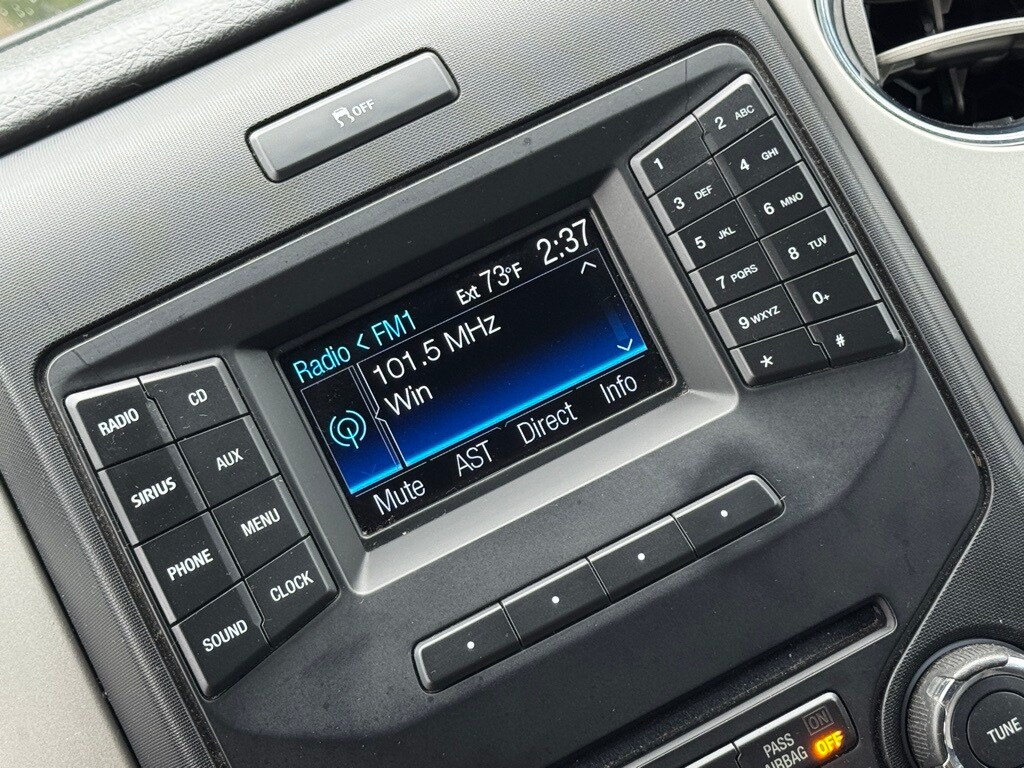 OFF
Ext 73°F 2:37
Radio < FM1
101.5 MHz
Win
Mute AST Direct Info
RADIO
CD
SIRIUS
AUX
PHONE
MENU
SOUND
CLOCK
1
2 ABC
3 DEF
4 GHI
5 JKL
6 MNO
7 PQRS
8 TUV
9 WXYZ
0+
*
#
PASS
AIRBAG
ON
OFF
TUNE